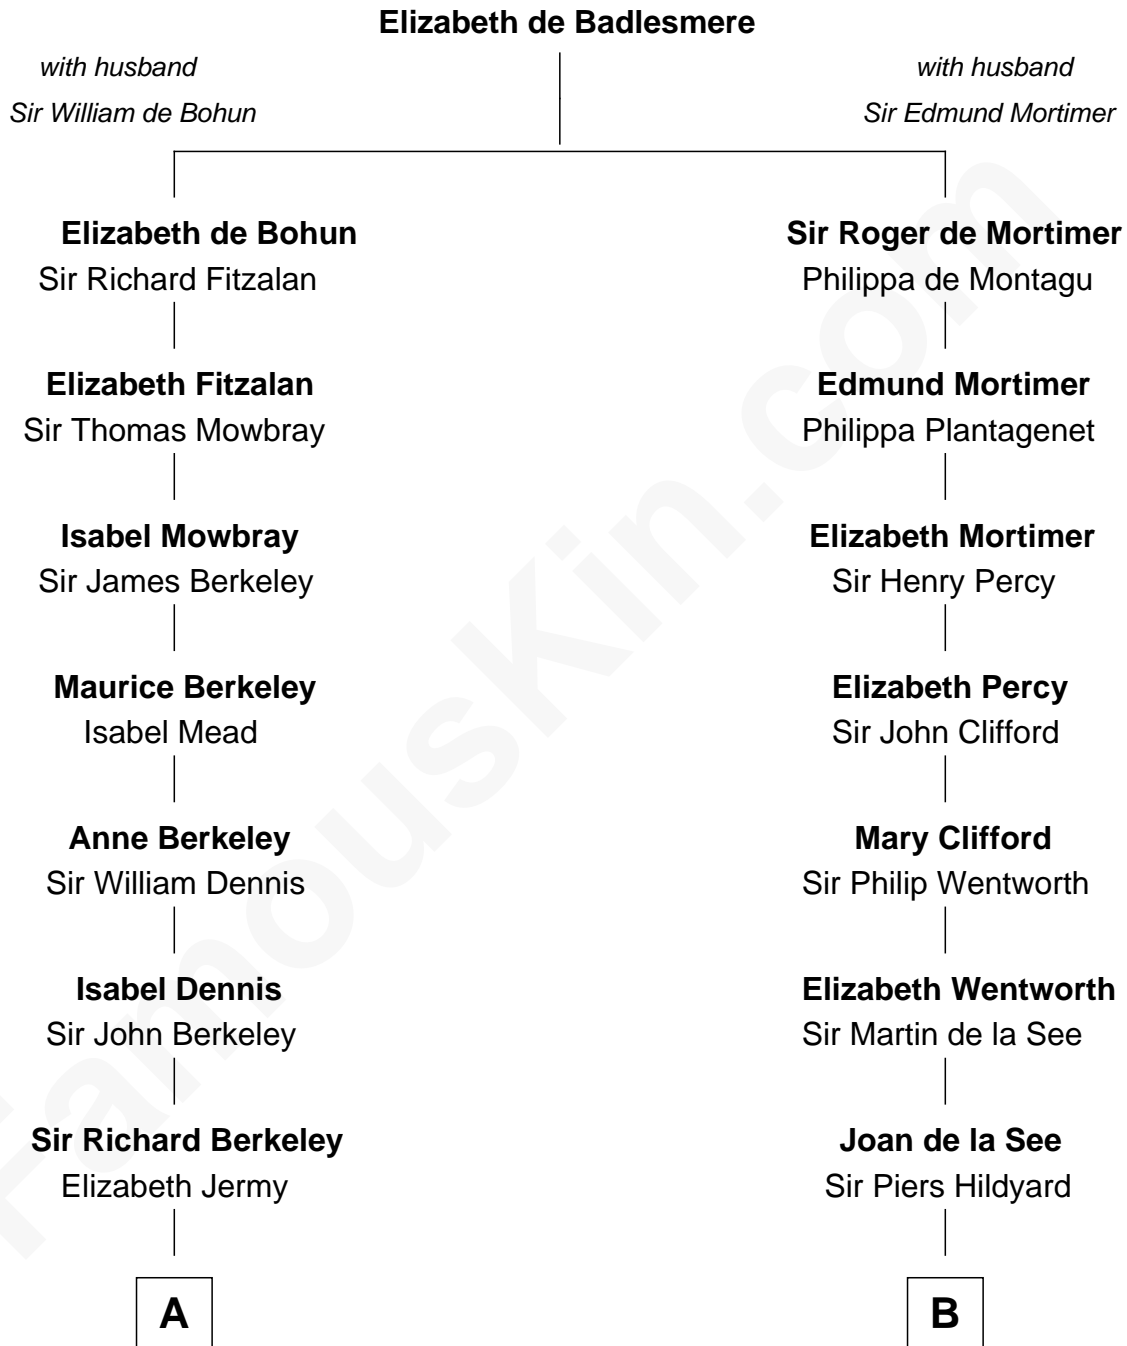 Elizabeth de Badlesmere
with husband
Sir William de Bohun
with husband
Sir Edmund Mortimer
Elizabeth de Bohun
Sir Richard Fitzalan
Sir Roger de Mortimer
Philippa de Montagu
Elizabeth Fitzalan
Sir Thomas Mowbray
Edmund Mortimer
Philippa Plantagenet
Isabel Mowbray
Sir James Berkeley
Elizabeth Mortimer
Sir Henry Percy
Maurice Berkeley
Isabel Mead
Elizabeth Percy
Sir John Clifford
Anne Berkeley
Sir William Dennis
Mary Clifford
Sir Philip Wentworth
Isabel Dennis
Sir John Berkeley
Elizabeth Wentworth
Sir Martin de la See
Sir Richard Berkeley
Elizabeth Jermy
Joan de la See
Sir Piers Hildyard
A
B
FamousKin.com